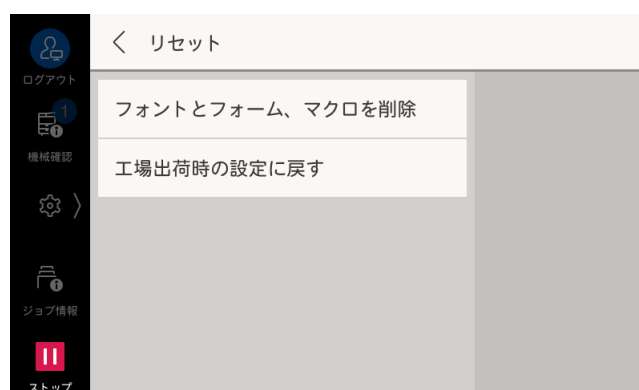 リセット
ログアウト
フォントとフォーム、マクロを削除
1
機械確認
工場出荷時の設定に戻す
ジョブ情報
ストップ